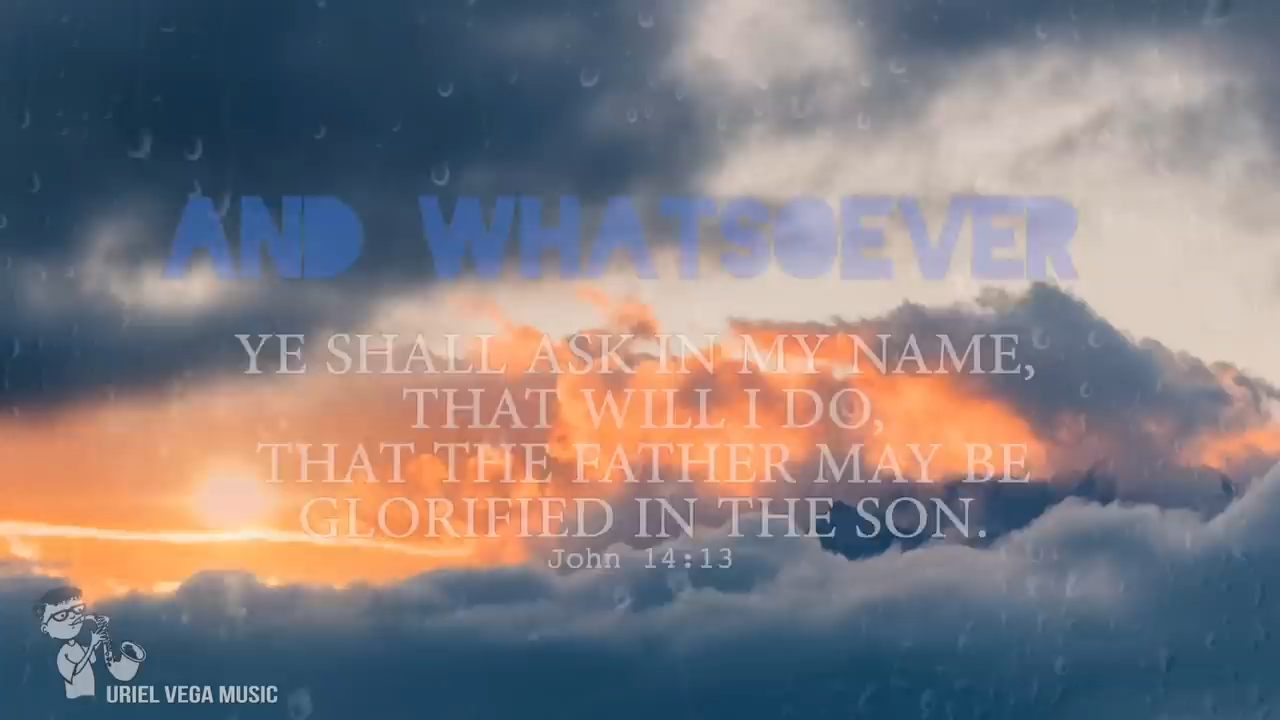 AND WHATSOEVER
YE SHALL ASK IN MY NAME,
THAT WILL I DO,
THAT THE FATHER MAY BE
GLORIFIED IN THE SON.
John 14:13
URIEL VEGA MUSIC